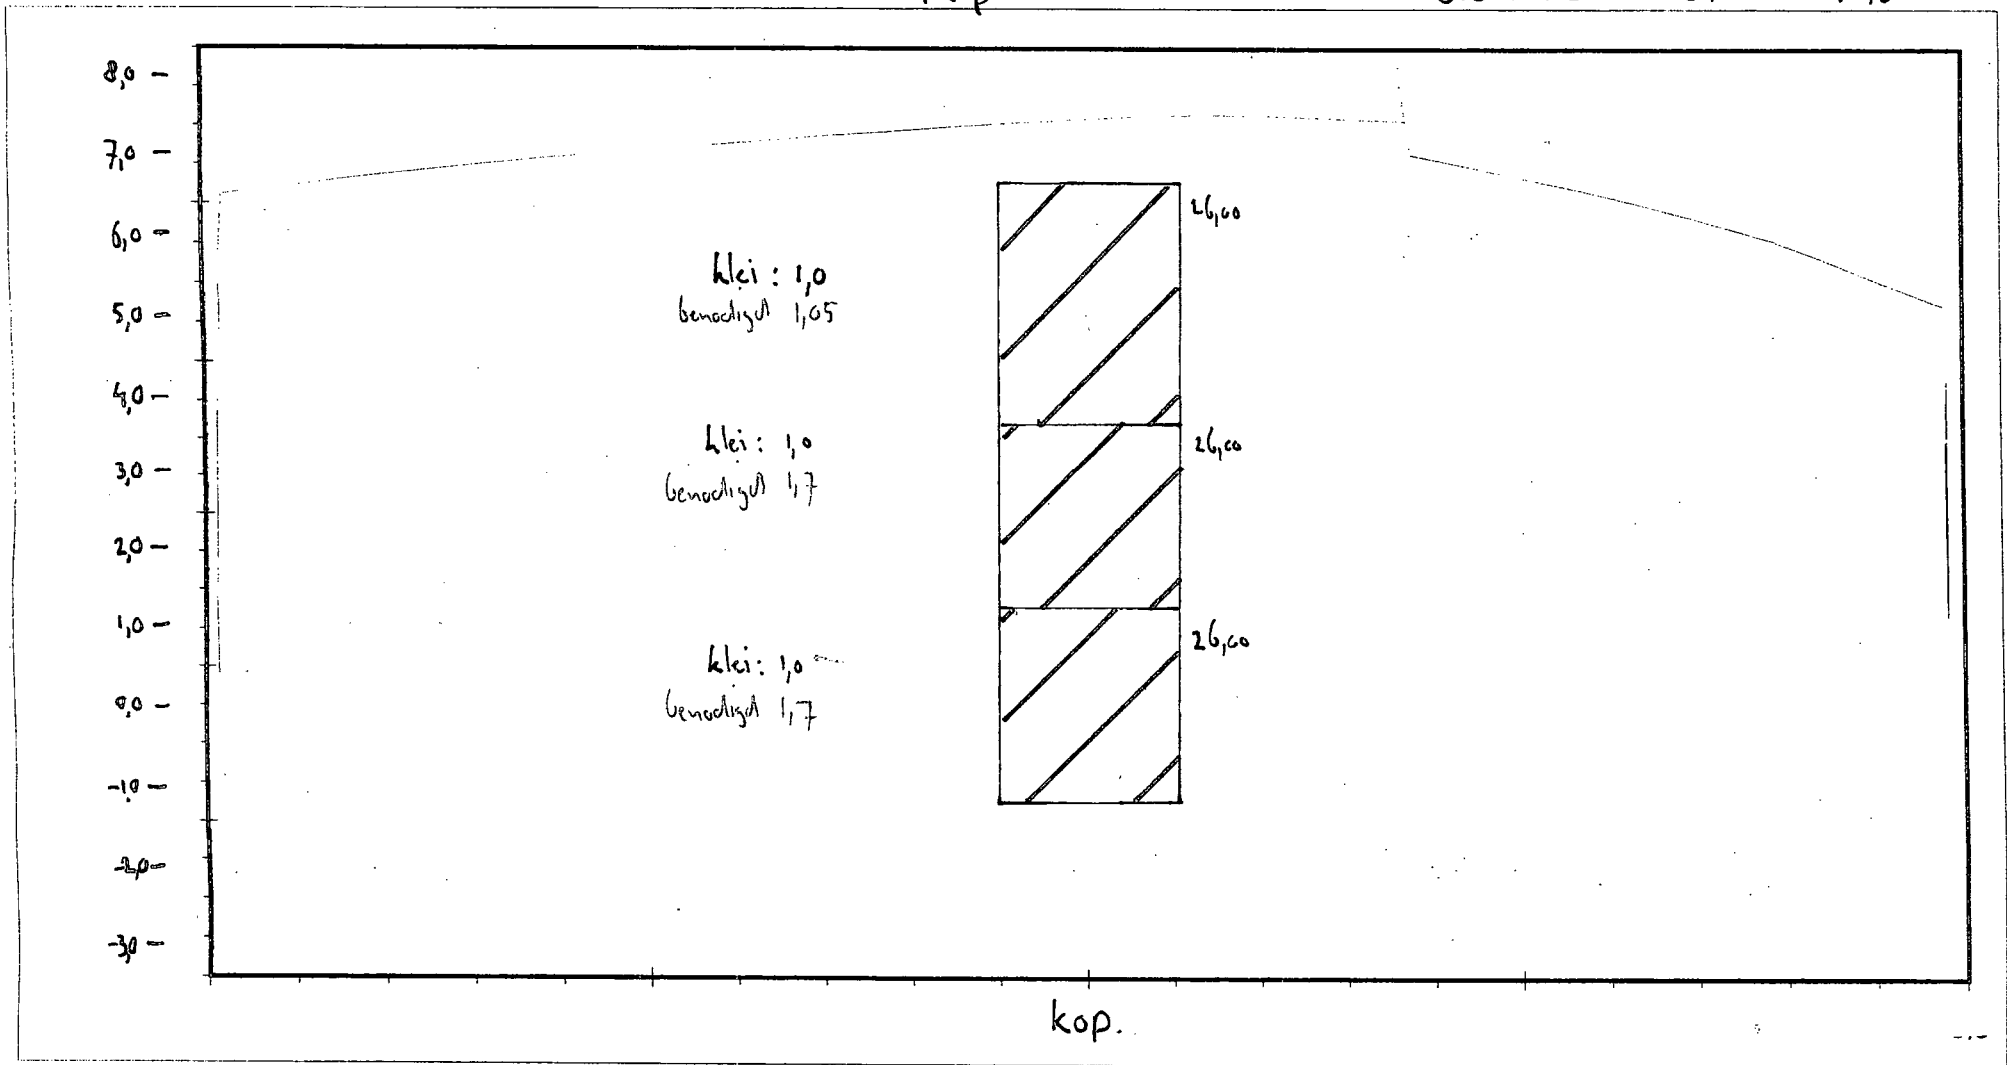 8,0 –
7,0 –
6,0 –
5,0 –
4,0 –
3,0 –
2,0 –
1,0 –
0,0 –
-1,0 –
-2,0 –
-3,0 –
klei : 1,0
benodigd 1,05
26,00
klei : 1,0
benodigd 1,7
26,00
klei : 1,0
benodigd 1,7
26,00
kop.